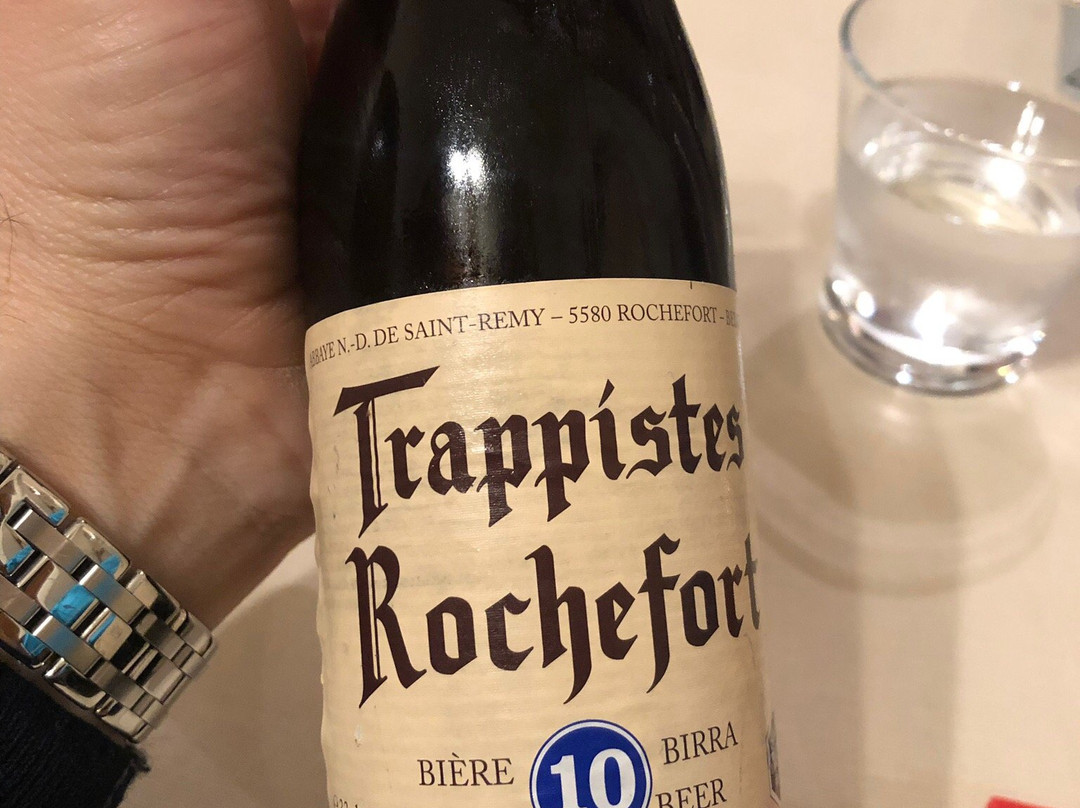 ABBAYE N.-D. DE SAINT-REMY – 5580 ROCHEFORT –
Trappistes
Rochefort
BIÈRE 10 BIRRA
BEER